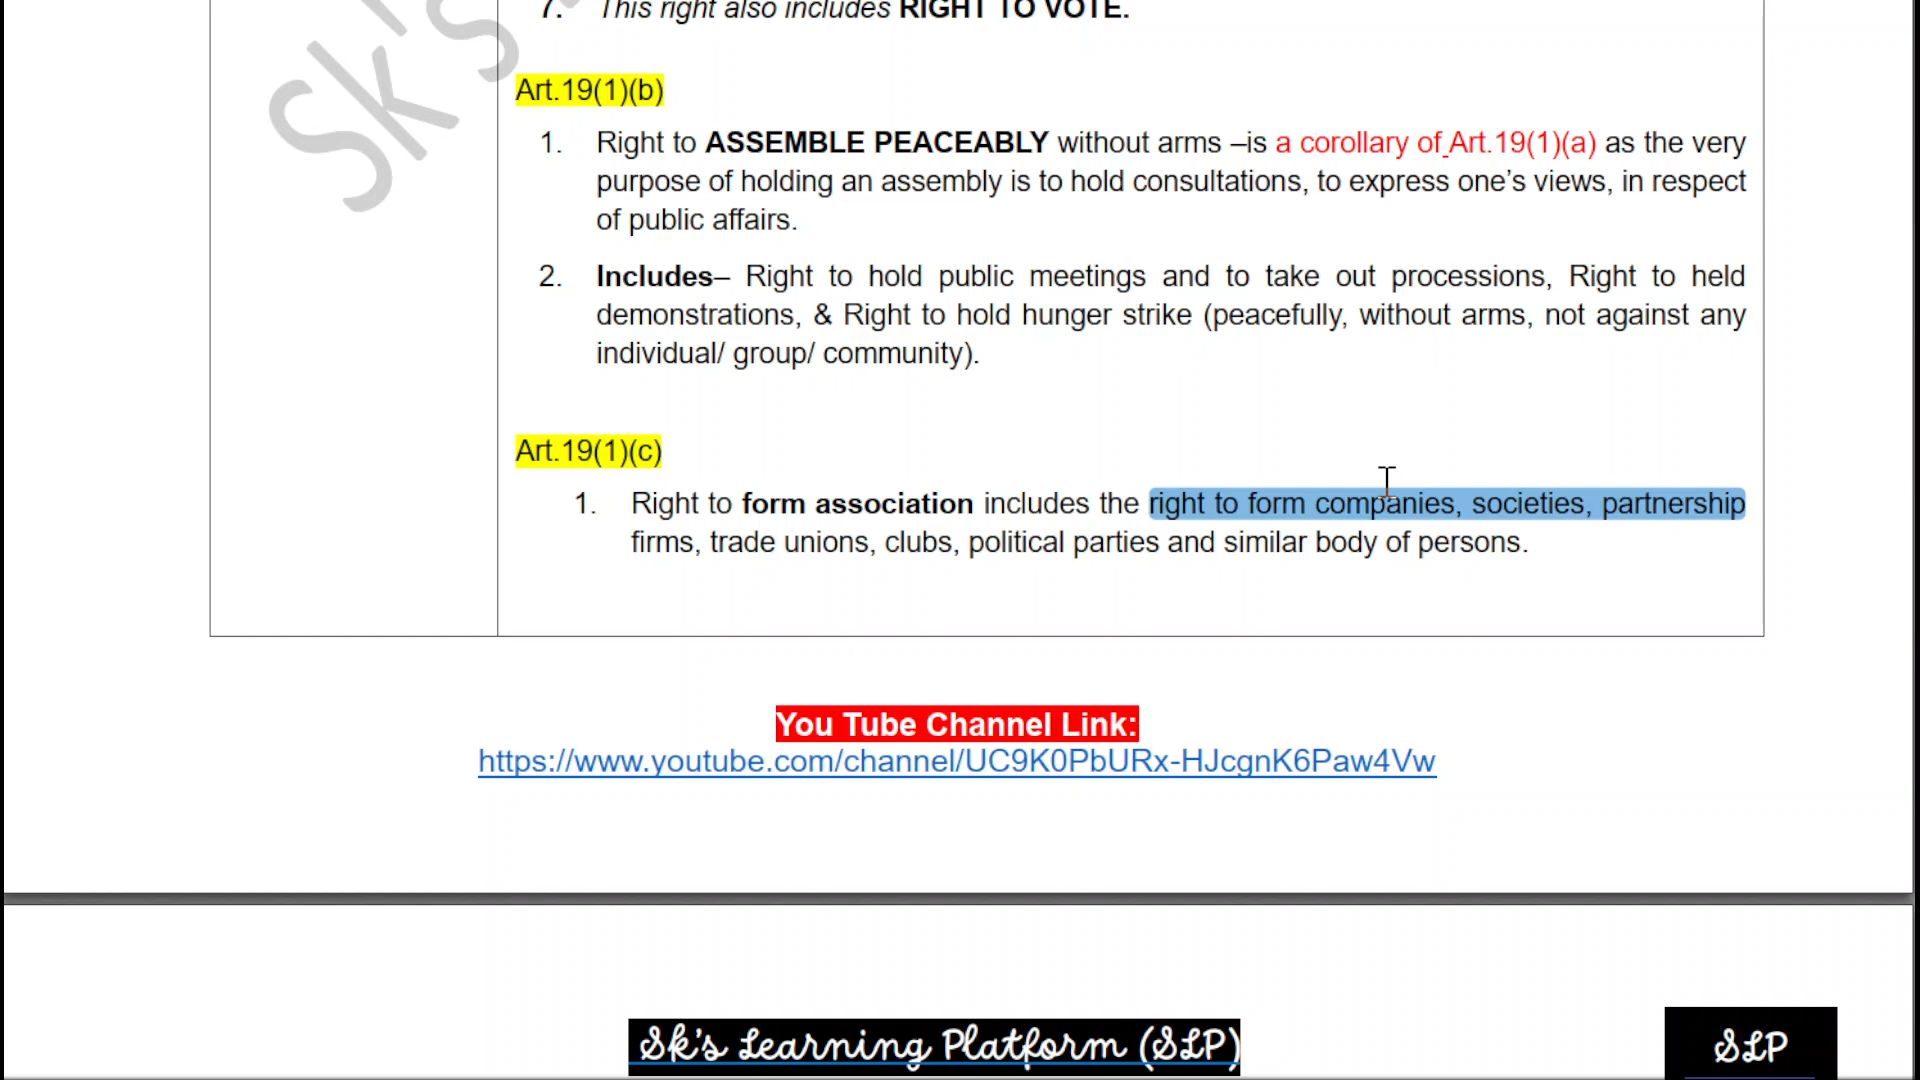 7. This right also includes RIGHT TO VOTE.
Sk's
Art.19(1)(b)
1. Right to ASSEMBLE PEACEABLY without arms –is a corollary of Art.19(1)(a) as the very
purpose of holding an assembly is to hold consultations, to express one’s views, in respect
of public affairs.
2. Includes– Right to hold public meetings and to take out processions, Right to held
demonstrations, & Right to hold hunger strike (peacefully, without arms, not against any
individual/ group/ community).
Art.19(1)(c)
1. Right to form association includes the right to form companies, societies, partnership
firms, trade unions, clubs, political parties and similar body of persons.
You Tube Channel Link:
https://www.youtube.com/channel/UC9K0PbURx-HJcgnK6Paw4Vw
Sk's Learning Platform (SLP)
SLP